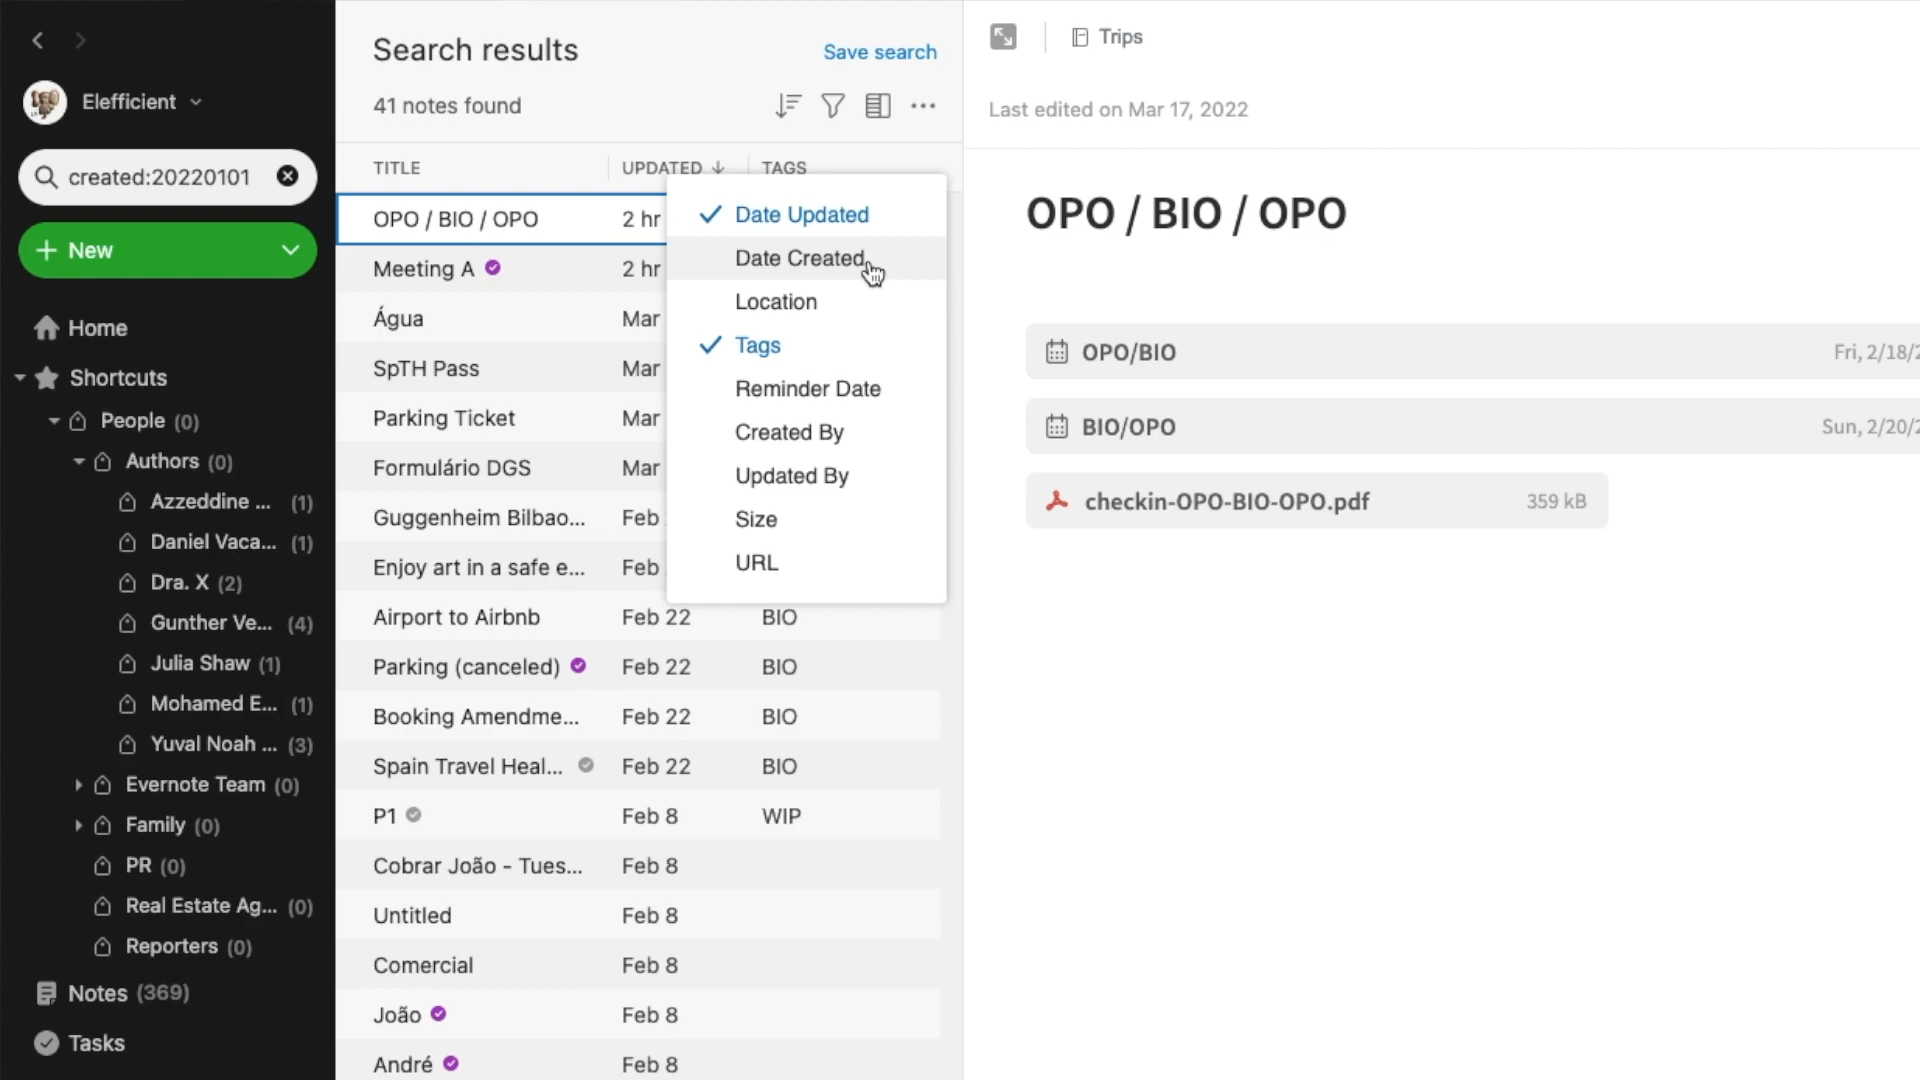 Elefficient
created:20220101
New
Home
Shortcuts
People (0)
Authors (0)
Azzeddine ... (1)
Daniel Vaca... (1)
Dra. X (2)
Gunther Ve... (4)
Julia Shaw (1)
Mohamed E... (1)
Yuval Noah ... (3)
Evernote Team (0)
Family (0)
PR (0)
Real Estate Ag... (0)
Reporters (0)
Notes (369)
Tasks
Search results
Save search
41 notes found
TITLE UPDATED TAGS
OPO / BIO / OPO 2 hr
Meeting A 2 hr
Água Mar
SpTH Pass Mar
Parking Ticket Mar
Formulário DGS Mar
Guggenheim Bilbao... Feb
Enjoy art in a safe e... Feb
Airport to Airbnb Feb 22 BIO
Parking (canceled) Feb 22 BIO
Booking Amendme... Feb 22 BIO
Spain Travel Heal... Feb 22 BIO
P1 Feb 8 WIP
Cobrar João - Tues... Feb 8
Untitled Feb 8
Comercial Feb 8
João Feb 8
André Feb 8
Date Updated
Date Created
Location
Tags
Reminder Date
Created By
Updated By
Size
URL
Trips
Last edited on Mar 17, 2022
OPO / BIO / OPO
OPO/BIO Fri, 2/18/2
BIO/OPO Sun, 2/20/2
checkin-OPO-BIO-OPO.pdf 359 kB